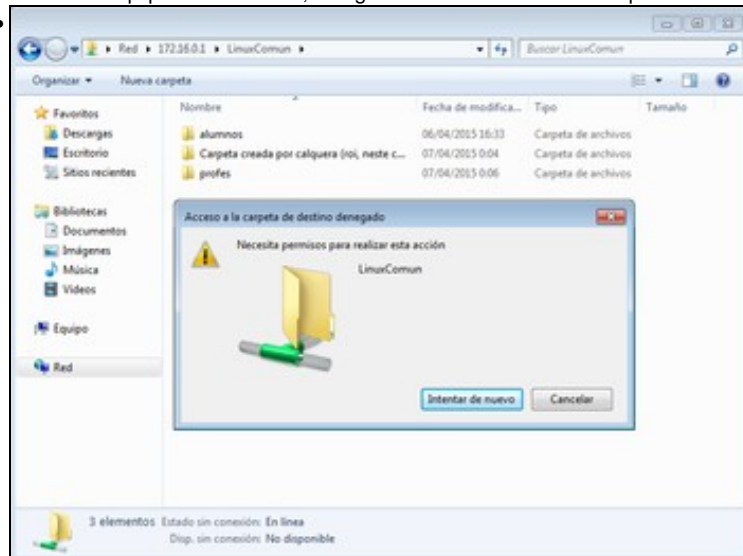 Red ▸ 172.16.0.1 ▸ LinuxComun ▸
Buscar LinuxComun
Organizar ▾ Nueva carpeta
Favoritos
Descargas
Escritorio
Sitios recientes
Bibliotecas
Documentos
Imágenes
Música
Vídeos
Equipo
Red
Nombre Fecha de modifica... Tipo Tamaño
alumnos 06/04/2015 16:33 Carpeta de archivos
Carpeta creada por calquera (roi, neste c... 07/04/2015 0:04 Carpeta de archivos
profes 07/04/2015 0:06 Carpeta de archivos
Acceso a la carpeta de destino denegado
Necesita permisos para realizar esta acción
LinuxComun
Intentar de nuevo Cancelar
3 elementos Estado sin conexión: En línea
Disp. sin conexión: No disponible